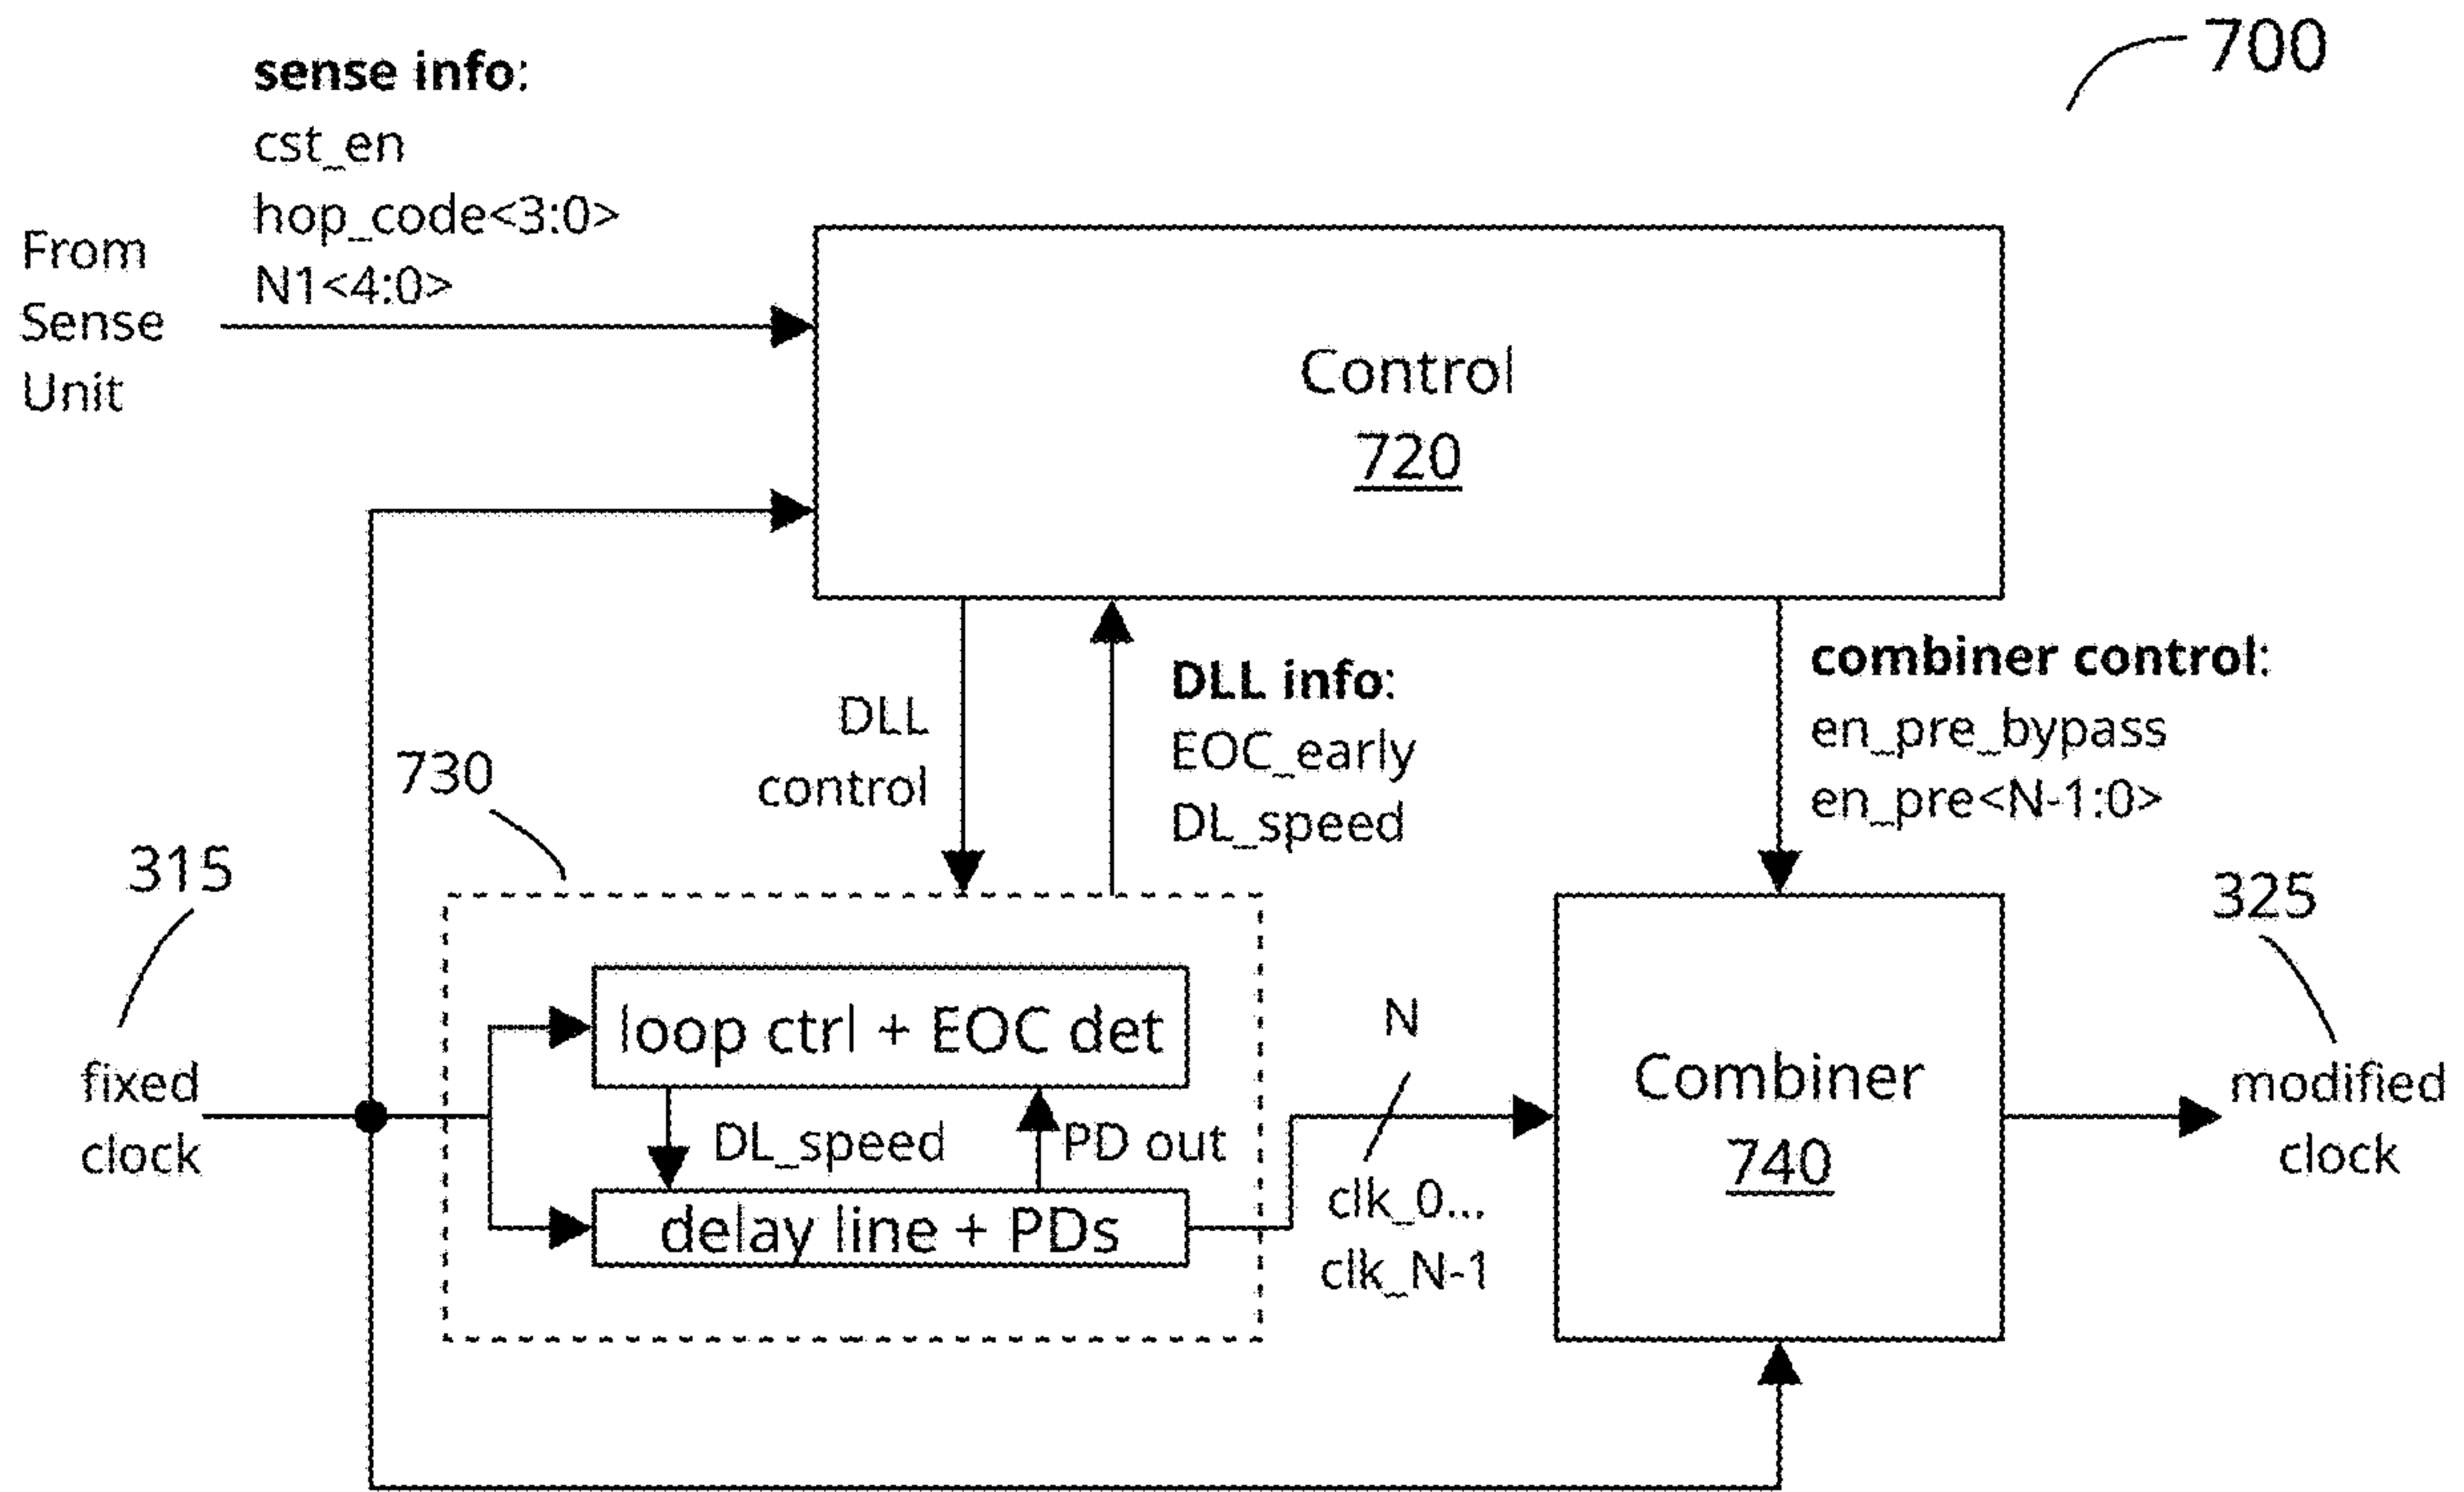 700
sense info:
cst_en
hop_code<3:0>
N1<4:0>
From
Sense
Unit
Control
720
DLL
control
DLL info:
EOC_early
DL_speed
combiner control:
en_pre_bypass
en_pre<N-1:0>
730
315
325
fixed
clock
loop ctrl + EOC det
DL_speed
PD out
delay line + PDs
N
clk_0...
clk_N-1
Combiner
740
modified
clock